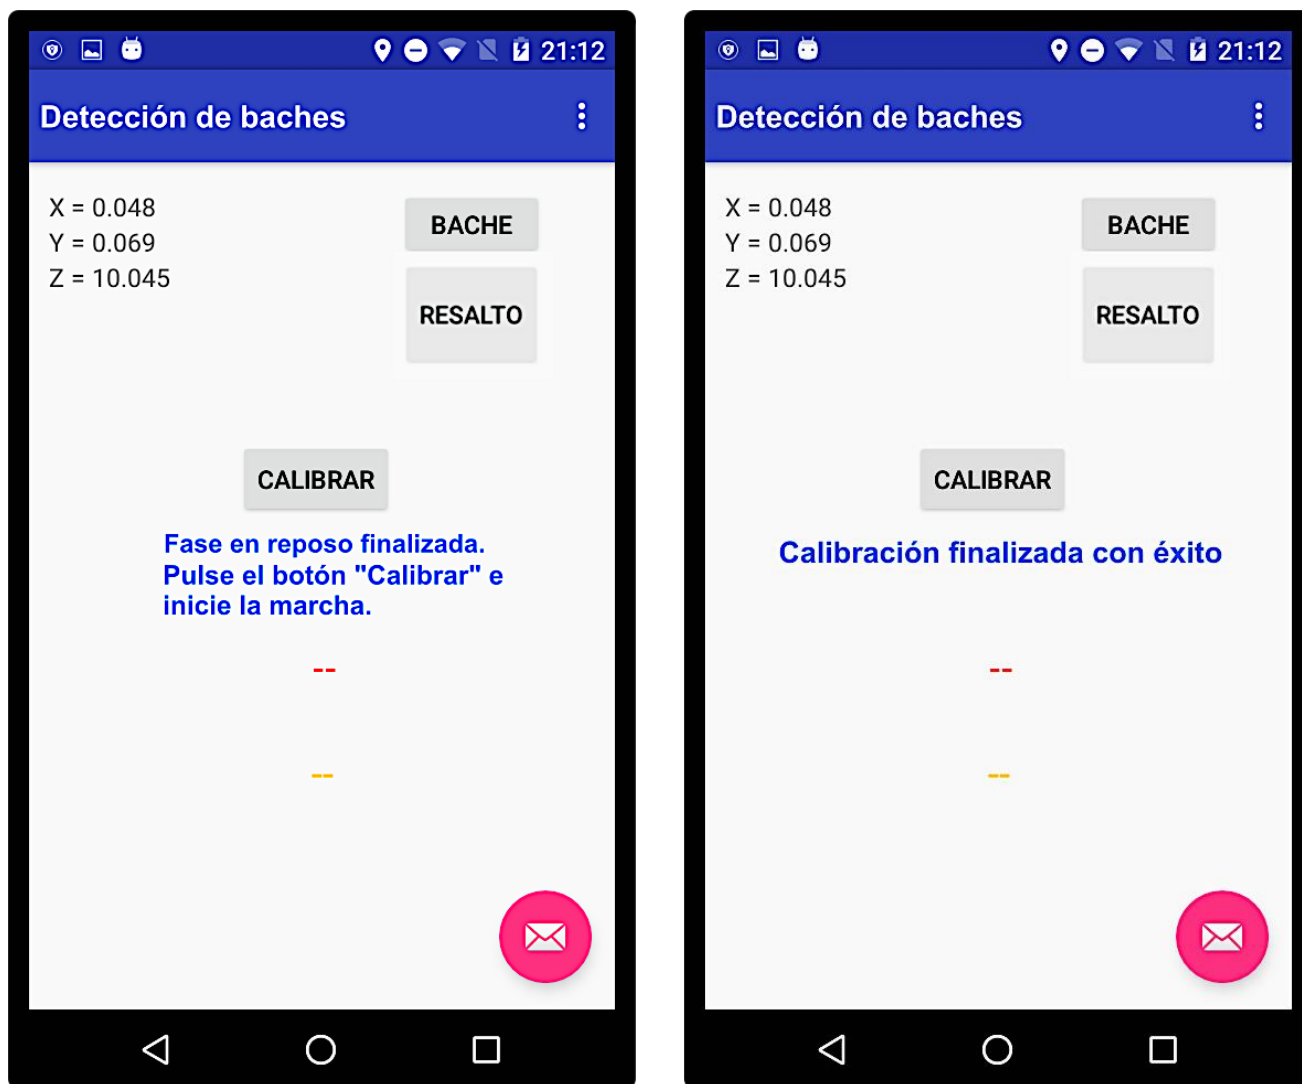 21:12
Detección de baches
X = 0.048
Y = 0.069
Z = 10.045
BACHE
RESALTO
CALIBRAR
Fase en reposo finalizada.
Pulse el botón "Calibrar" e
inicie la marcha.
--
--
21:12
Detección de baches
X = 0.048
Y = 0.069
Z = 10.045
BACHE
RESALTO
CALIBRAR
Calibración finalizada con éxito
--
--